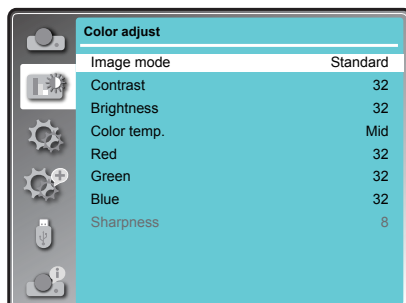 Color adjust
Image mode Standard
Contrast 32
Brightness 32
Color temp. Mid
Red 32
Green 32
Blue 32
Sharpness 8